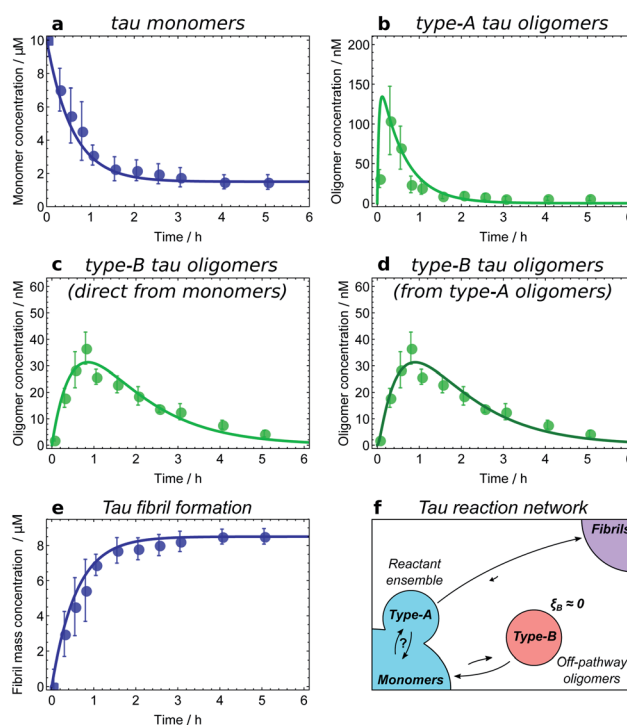 a tau monomers
Monomer concentration / μM
10
8
6
4
2
0
0 1 2 3 4 5 6
Time / h
b type-A tau oligomers
Oligomer concentration / nM
200
150
100
50
0
0 1 2 3 4 5 6
Time / h
c type-B tau oligomers
(direct from monomers)
Oligomer concentration / nM
60
50
40
30
20
10
0
0 1 2 3 4 5 6
Time / h
d type-B tau oligomers
(from type-A oligomers)
Oligomer concentration / nM
60
50
40
30
20
10
0
0 1 2 3 4 5 6
Time / h
e Tau fibril formation
Fibril mass concentration / μM
10
8
6
4
2
0
0 1 2 3 4 5 6
Time / h
f Tau reaction network
Fibrils
Reactant
ensemble
Type-A
?
Monomers
ξB ≈ 0
Type-B
Off-pathway
oligomers